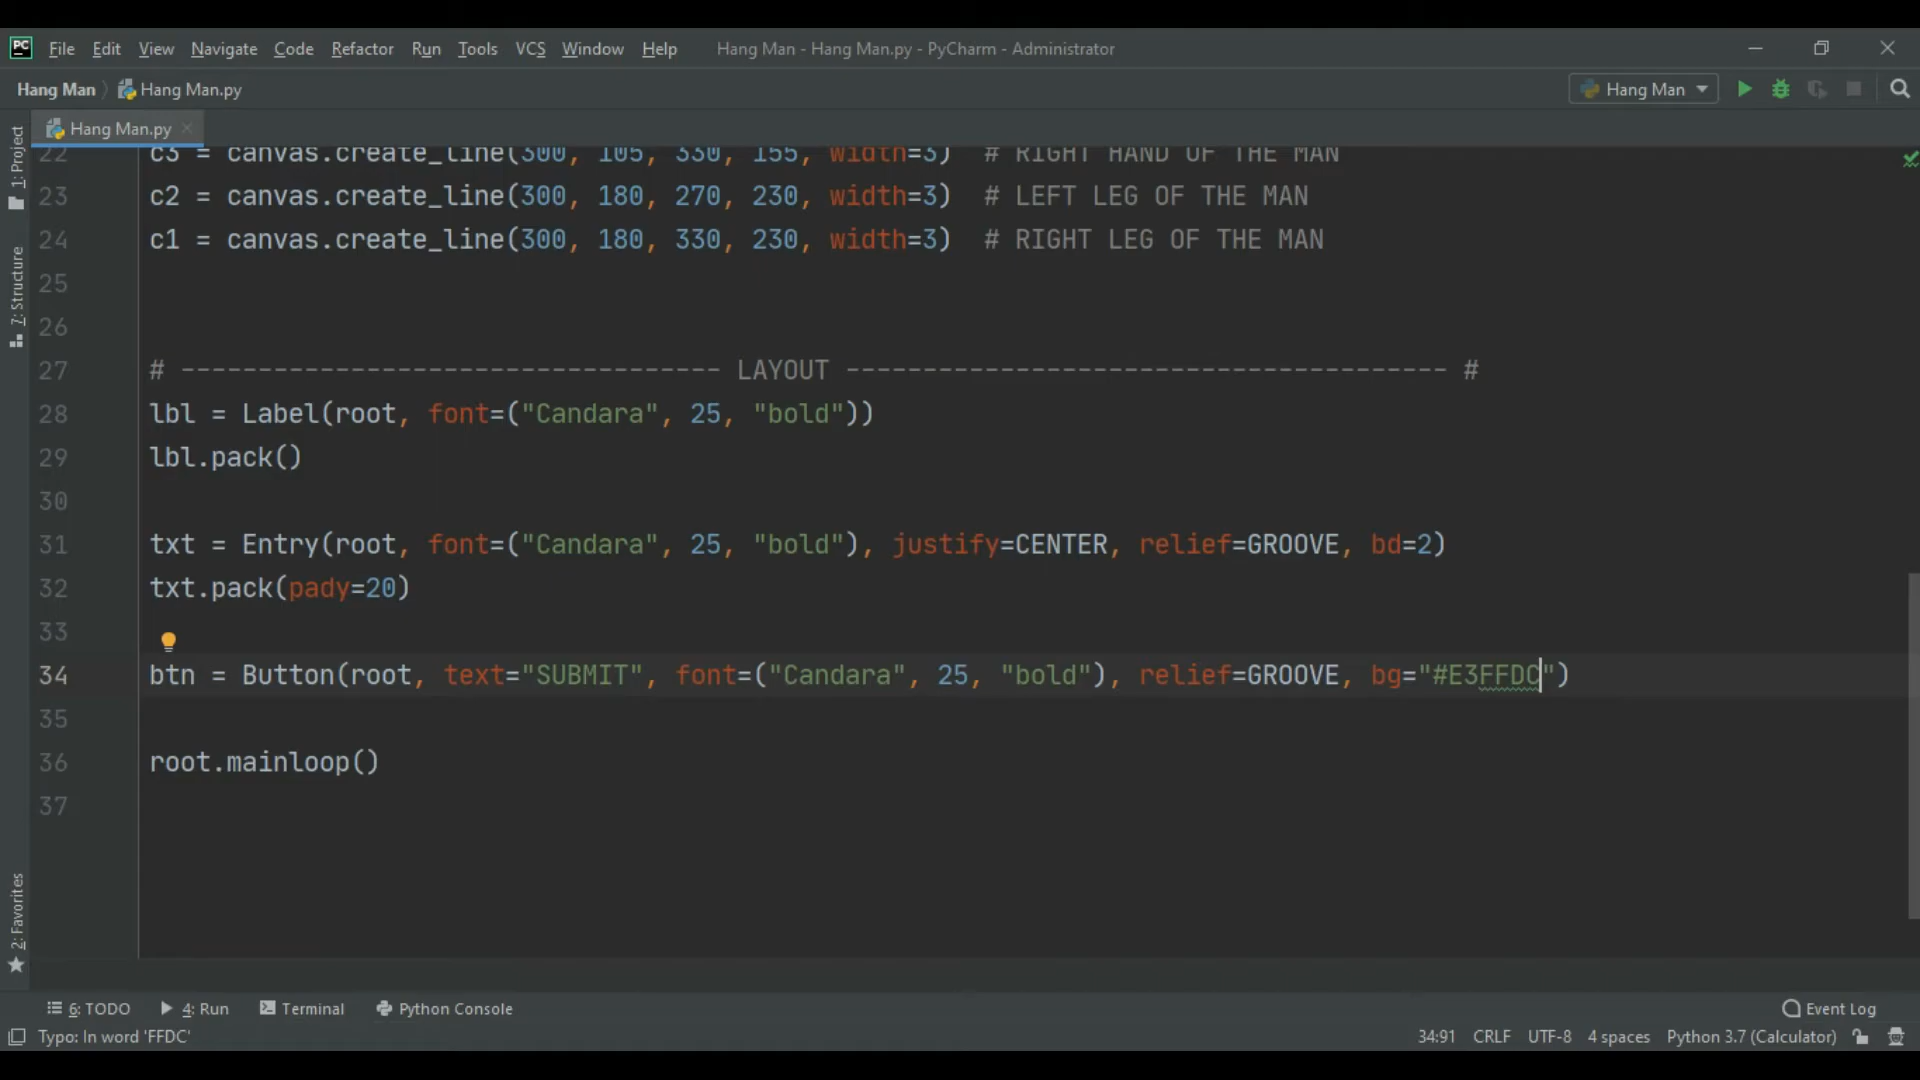 PC File Edit View Navigate Code Refactor Run Tools VCS Window Help Hang Man - Hang Man.py - PyCharm - Administrator
Hang Man Hang Man.py Hang Man
Hang Man.py
1: Project
7: Structure
2: Favorites
22 c3 = canvas.create_line(300, 105, 330, 155, width=3)  # RIGHT HAND OF THE MAN
23 c2 = canvas.create_line(300, 180, 270, 230, width=3)  # LEFT LEG OF THE MAN
24 c1 = canvas.create_line(300, 180, 330, 230, width=3)  # RIGHT LEG OF THE MAN
25
26
27 # ----------------------------------- LAYOUT --------------------------------------- #
28 lbl = Label(root, font=("Candara", 25, "bold"))
29 lbl.pack()
30
31 txt = Entry(root, font=("Candara", 25, "bold"), justify=CENTER, relief=GROOVE, bd=2)
32 txt.pack(pady=20)
33
34 btn = Button(root, text="SUBMIT", font=("Candara", 25, "bold"), relief=GROOVE, bg="#E3FFDC")
35
36 root.mainloop()
37
6: TODO 4: Run Terminal Python Console Event Log
Typo: In word 'FFDC' 34:91 CRLF UTF-8 4 spaces Python 3.7 (Calculator)